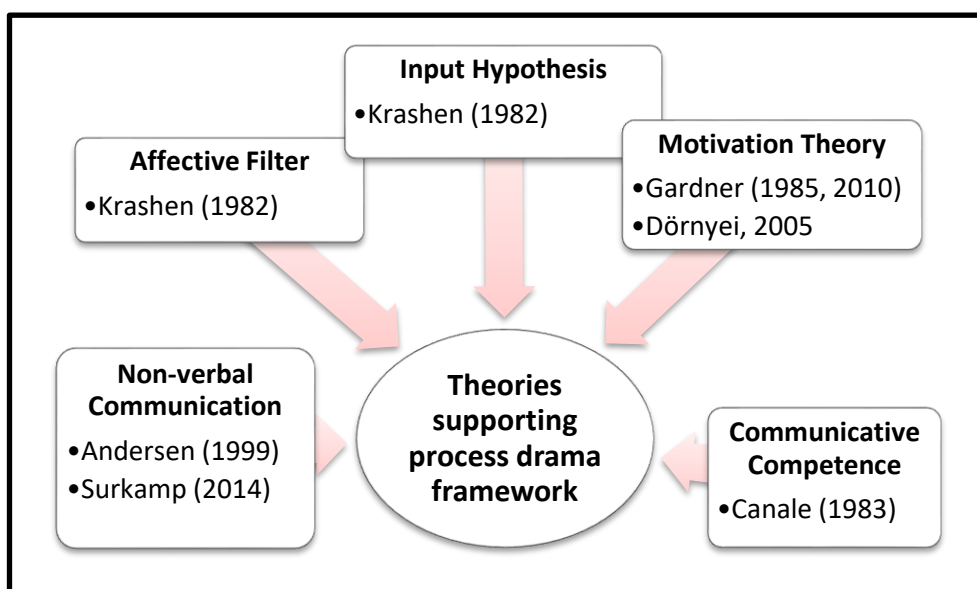 Input Hypothesis
•Krashen (1982)
Affective Filter
•Krashen (1982)
Motivation Theory
•Gardner (1985, 2010)
•Dörnyei, 2005
Non-verbal
Communication
•Andersen (1999)
•Surkamp (2014)
Theories
supporting
process drama
framework
Communicative
Competence
•Canale (1983)